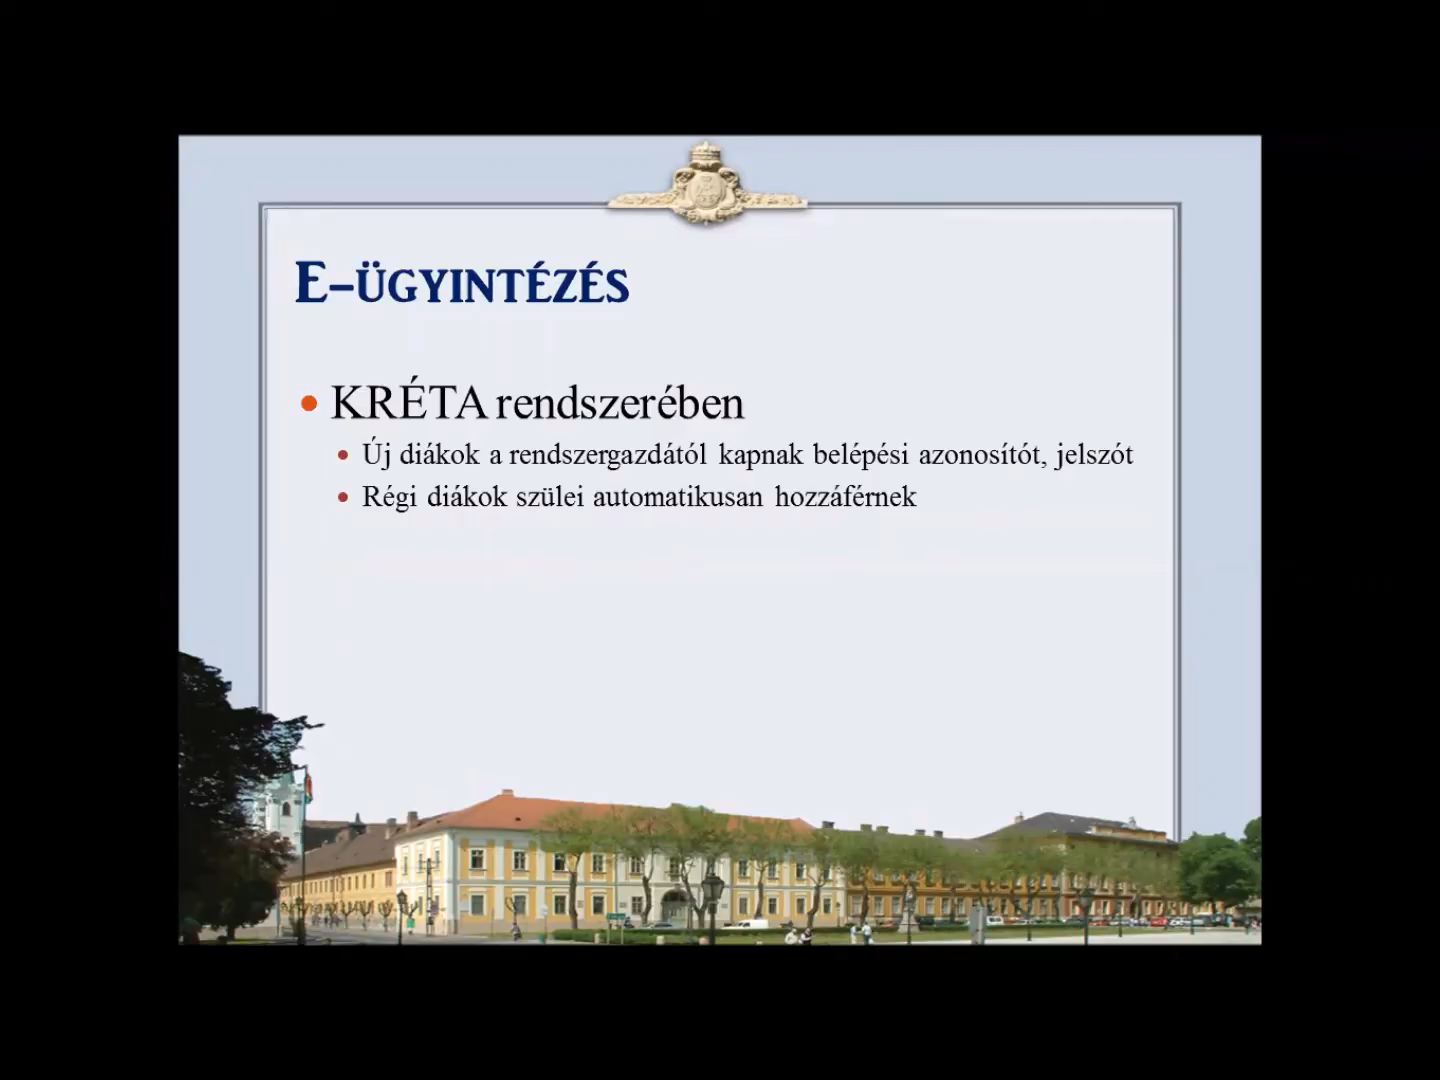 E-ÜGYINTÉZÉS
KRÉTA rendszerében
Új diákok a rendszergazdától kapnak belépési azonosítót, jelszót
Régi diákok szülei automatikusan hozzáférnek